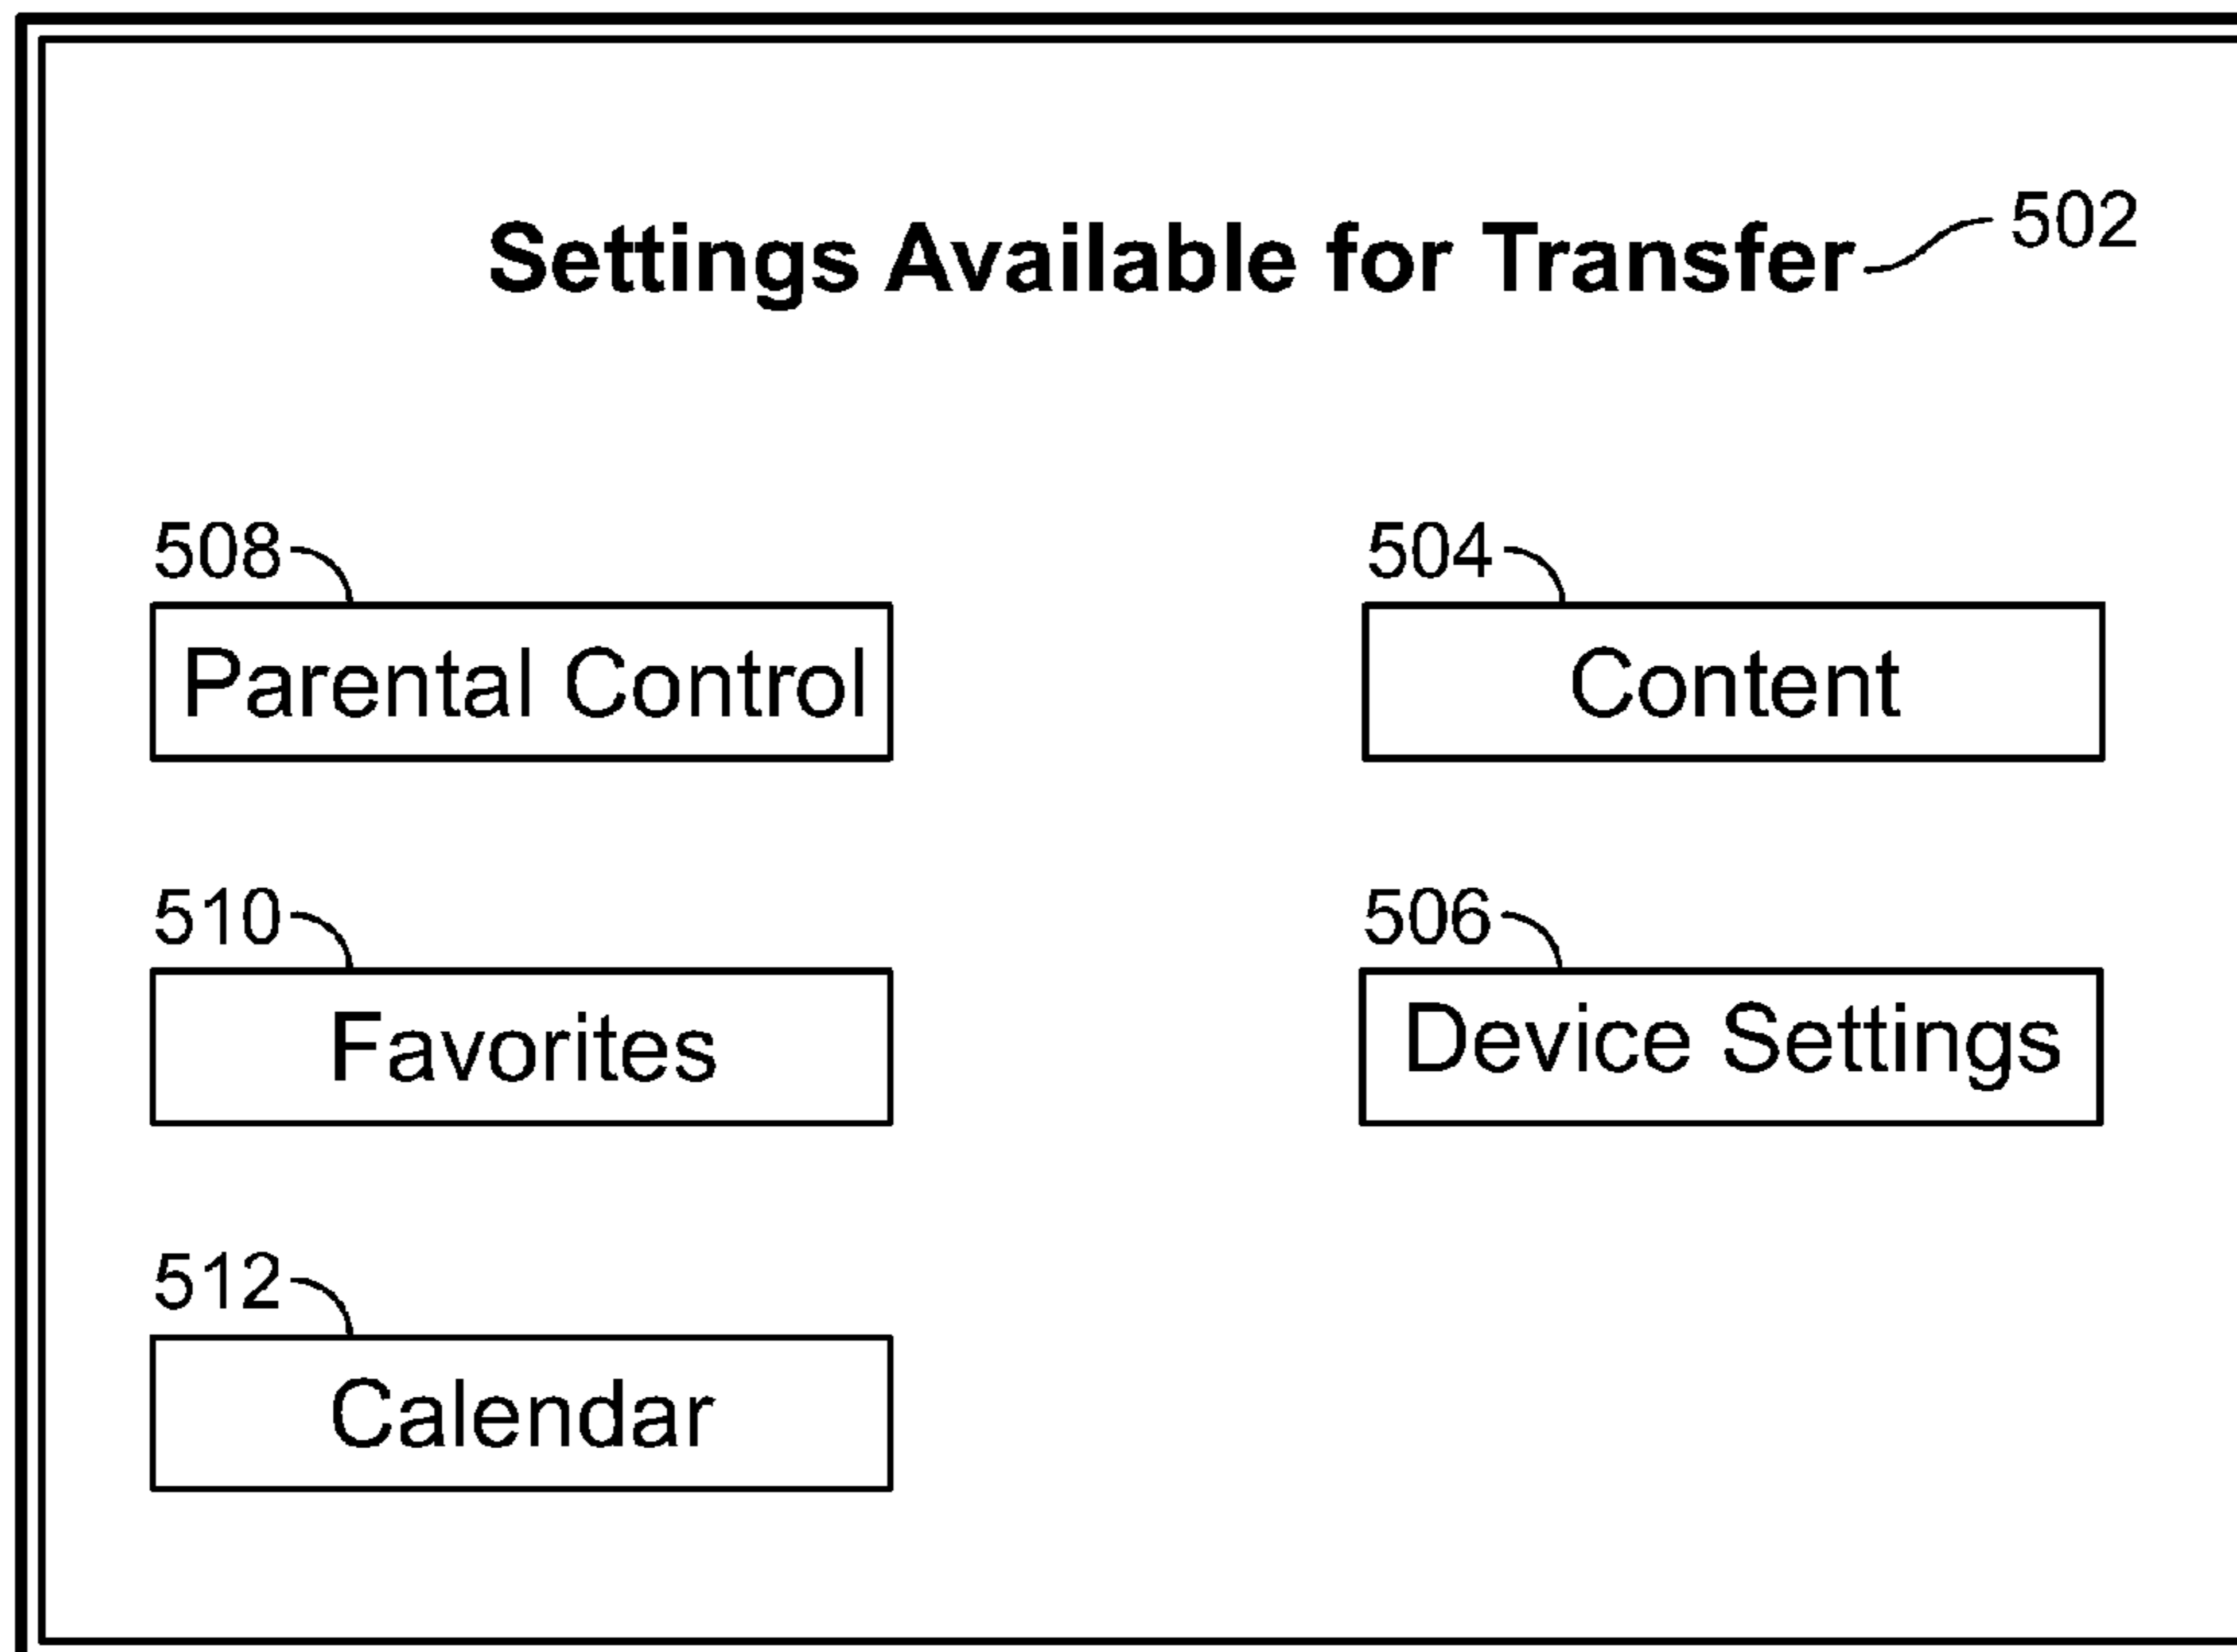 Settings Available for Transfer 502
508 504
Parental Control Content
510 506
Favorites Device Settings
512
Calendar